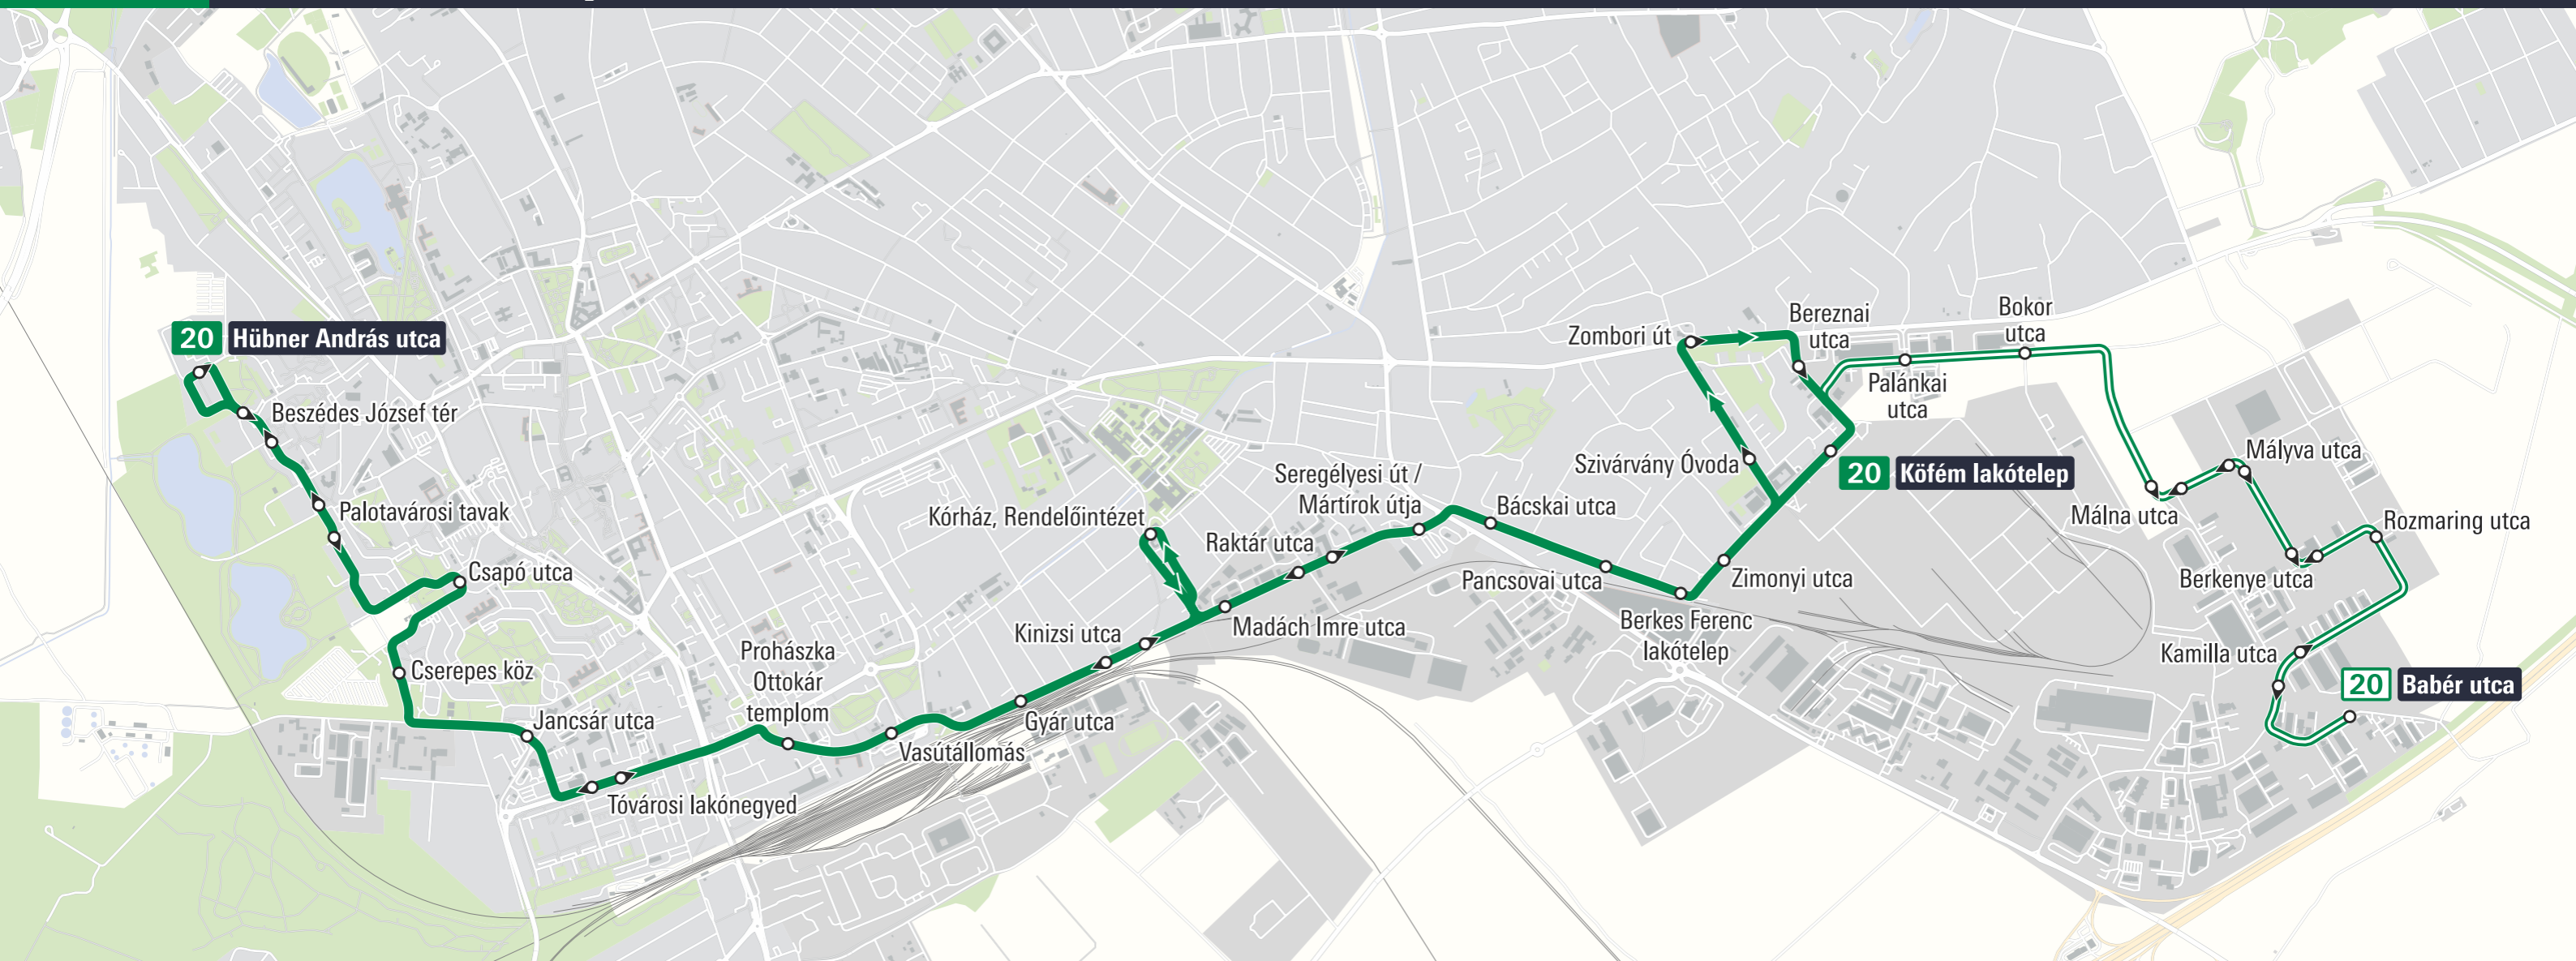 20 Hübner András utca
Beszédes József tér
Palotavárosi tavak
Csapó utca
Cserepes köz
Jancsár utca
Tóvárosi lakónegyed
Prohászka
Ottokár
templom
Vasútállomás
Gyár utca
Kinizsi utca
Kórház, Rendelőintézet
Madách Imre utca
Raktár utca
Seregélyesi út /
Mártírok útja
Bácskai utca
Pancsovai utca
Berkes Ferenc
lakótelep
Zimonyi utca
Szivárvány Óvoda
Zombori út
Bereznai
utca
20 Köfém lakótelep
Palánkai
utca
Bokor
utca
Málna utca
Mályva utca
Berkenye utca
Rozmaring utca
Kamilla utca
20 Babér utca